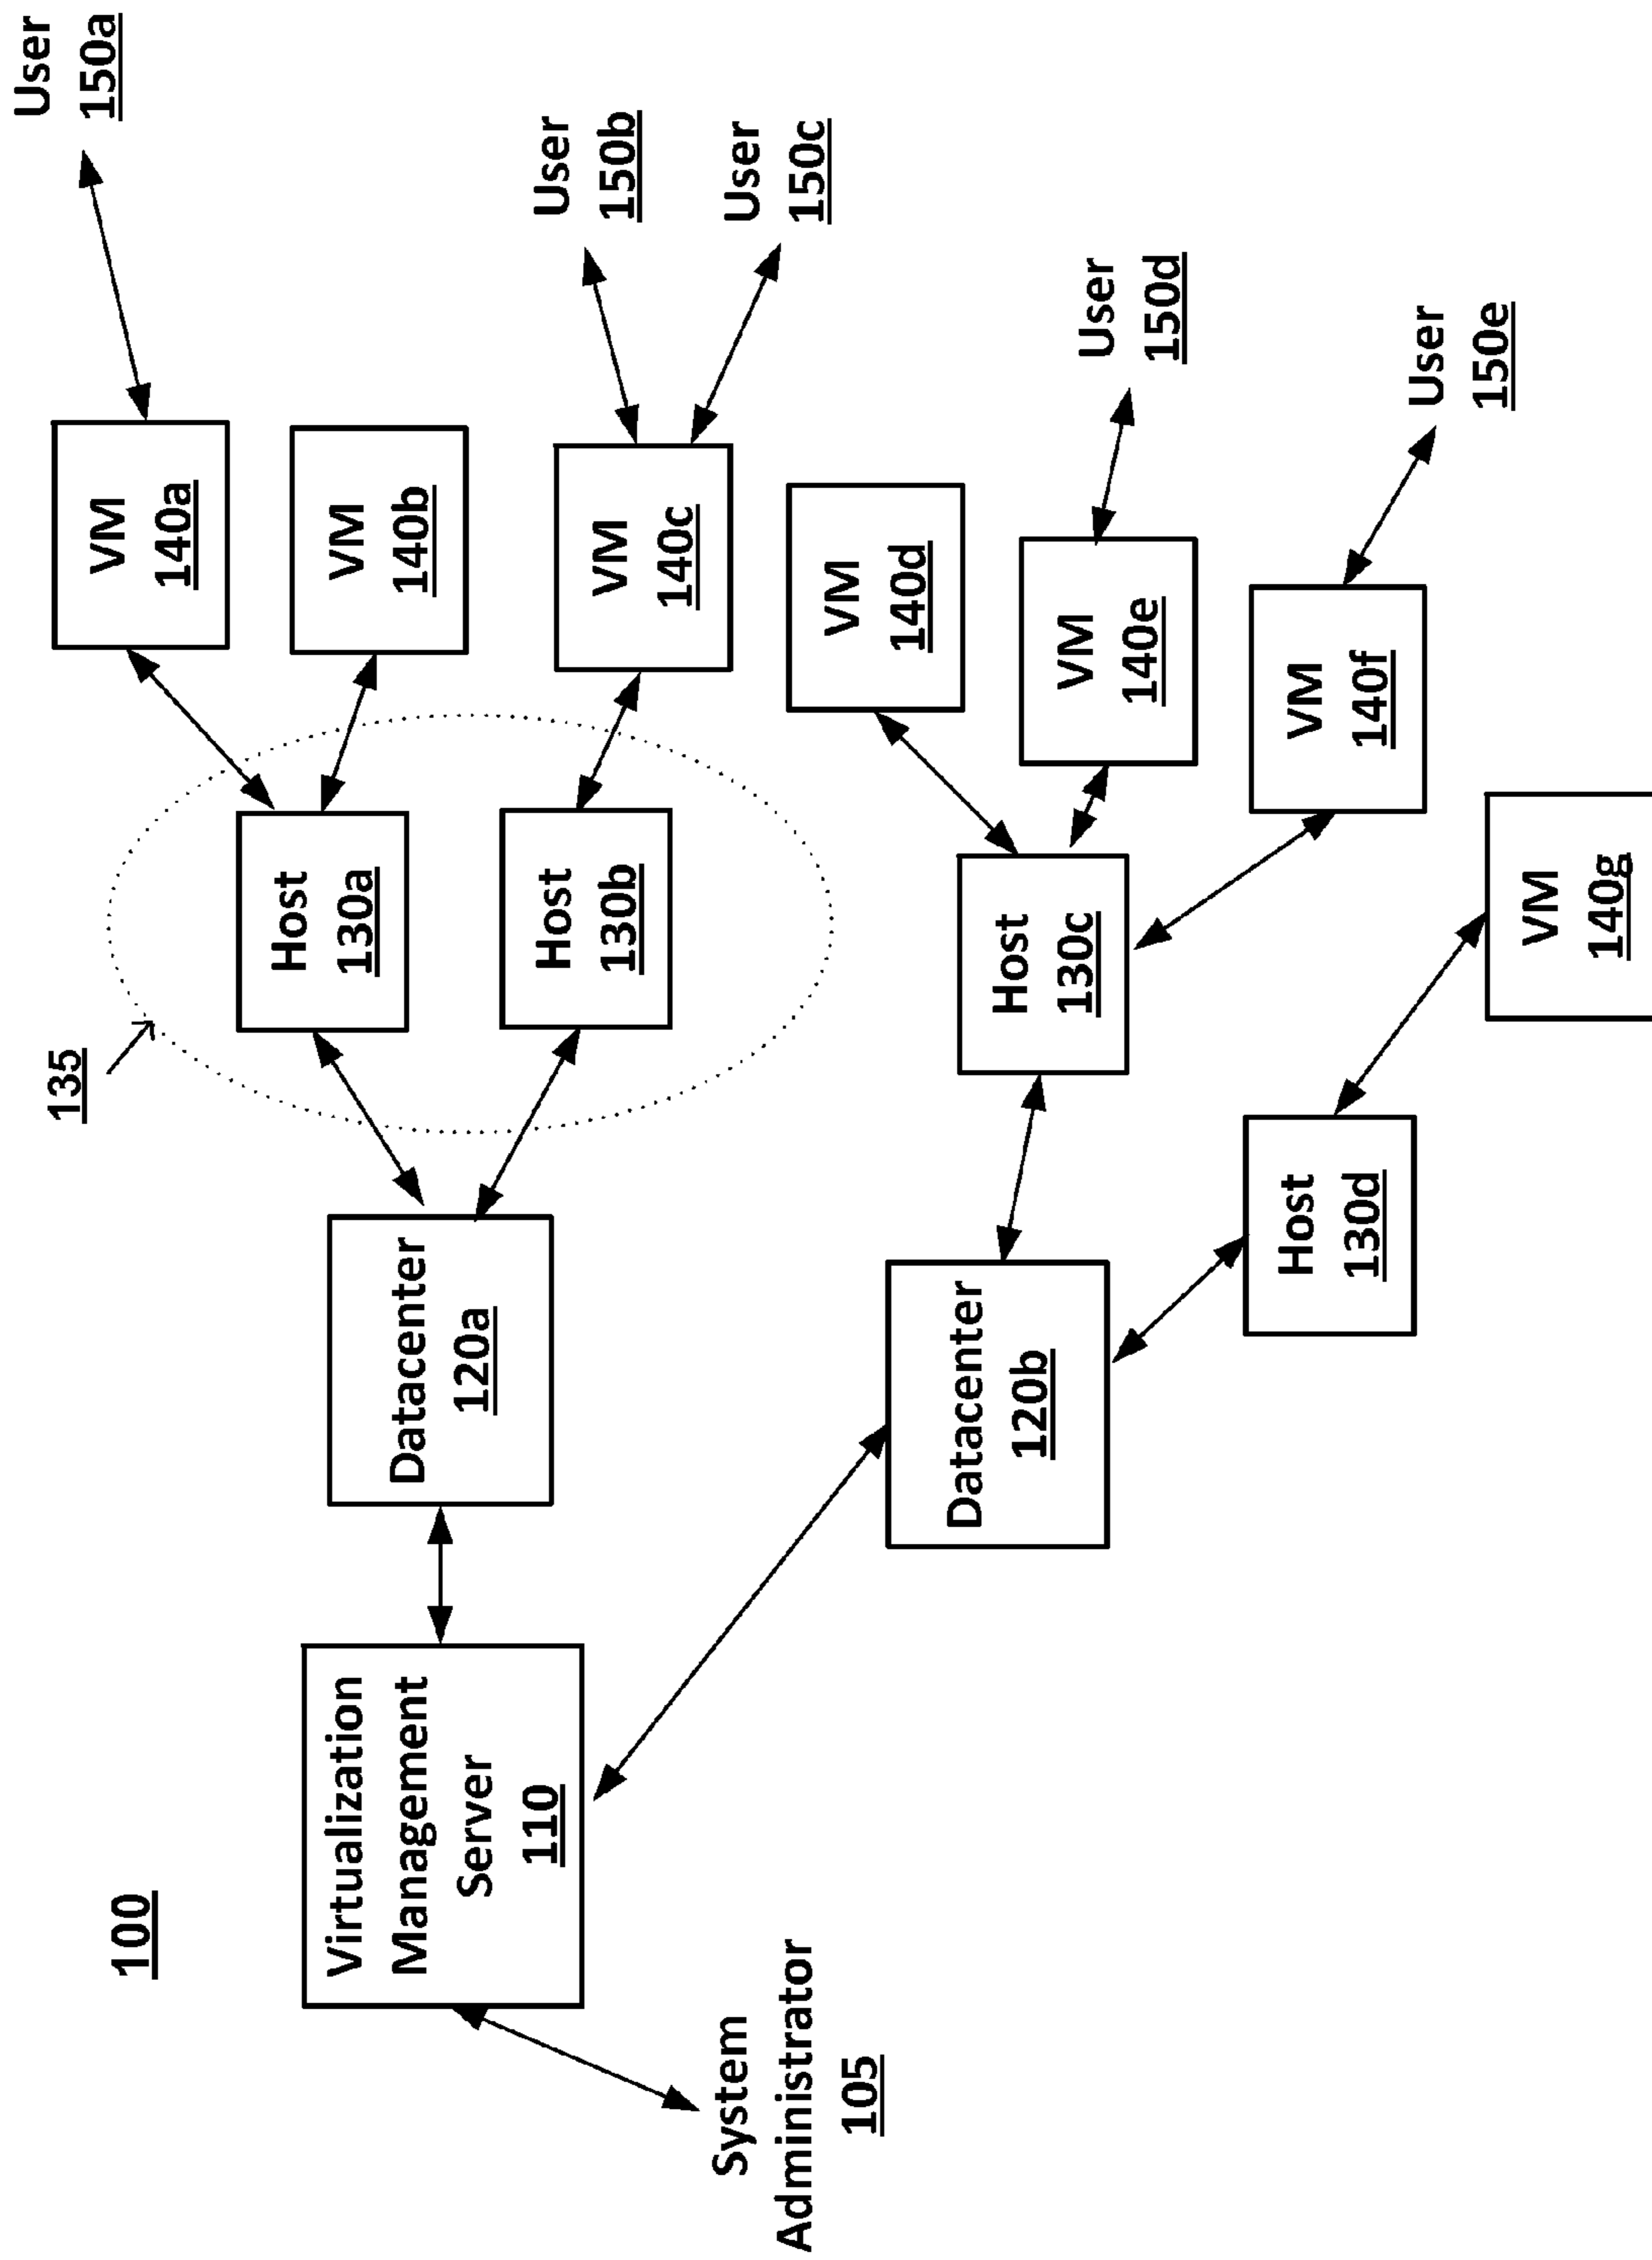 100
System
Administrator
105
Virtualization
Management
Server
110
Datacenter
120a
Datacenter
120b
135
Host
130a
Host
130b
Host
130c
Host
130d
VM
140a
VM
140b
VM
140c
VM
140d
VM
140e
VM
140f
VM
140g
User
150a
User
150b
User
150c
User
150d
User
150e